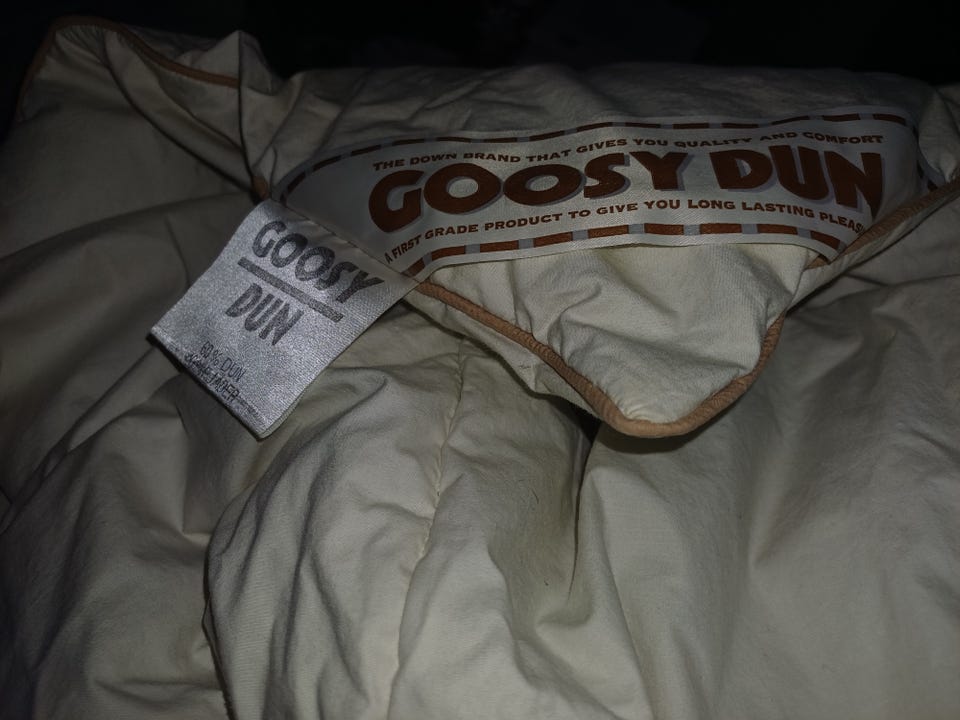 THE DOWN BRAND THAT GIVES YOU QUALITY AND COMFORT
GOOSY DUN
A FIRST GRADE PRODUCT TO GIVE YOU LONG LASTING PLEAS
GOOSY
DUN
60% DUN